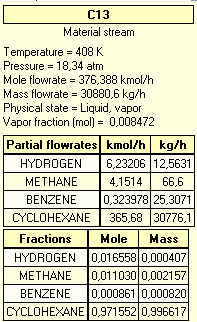 C13
Material stream
Temperature = 408 K
Pressure = 18,34 atm
Mole flowrate = 376,388 kmol/h
Mass flowrate = 30880,6 kg/h
Physical state = Liquid, vapor
Vapor fraction (mol) = 0,008472
Partial flowrates kmol/h kg/h
HYDROGEN 6,23206 12,5631
METHANE 4,1514 66,6
BENZENE 0,323978 25,3071
CYCLOHEXANE 365,68 30776,1
Fractions Mole Mass
HYDROGEN 0,016558 0,000407
METHANE 0,011030 0,002157
BENZENE 0,000861 0,000820
CYCLOHEXANE 0,971552 0,996617